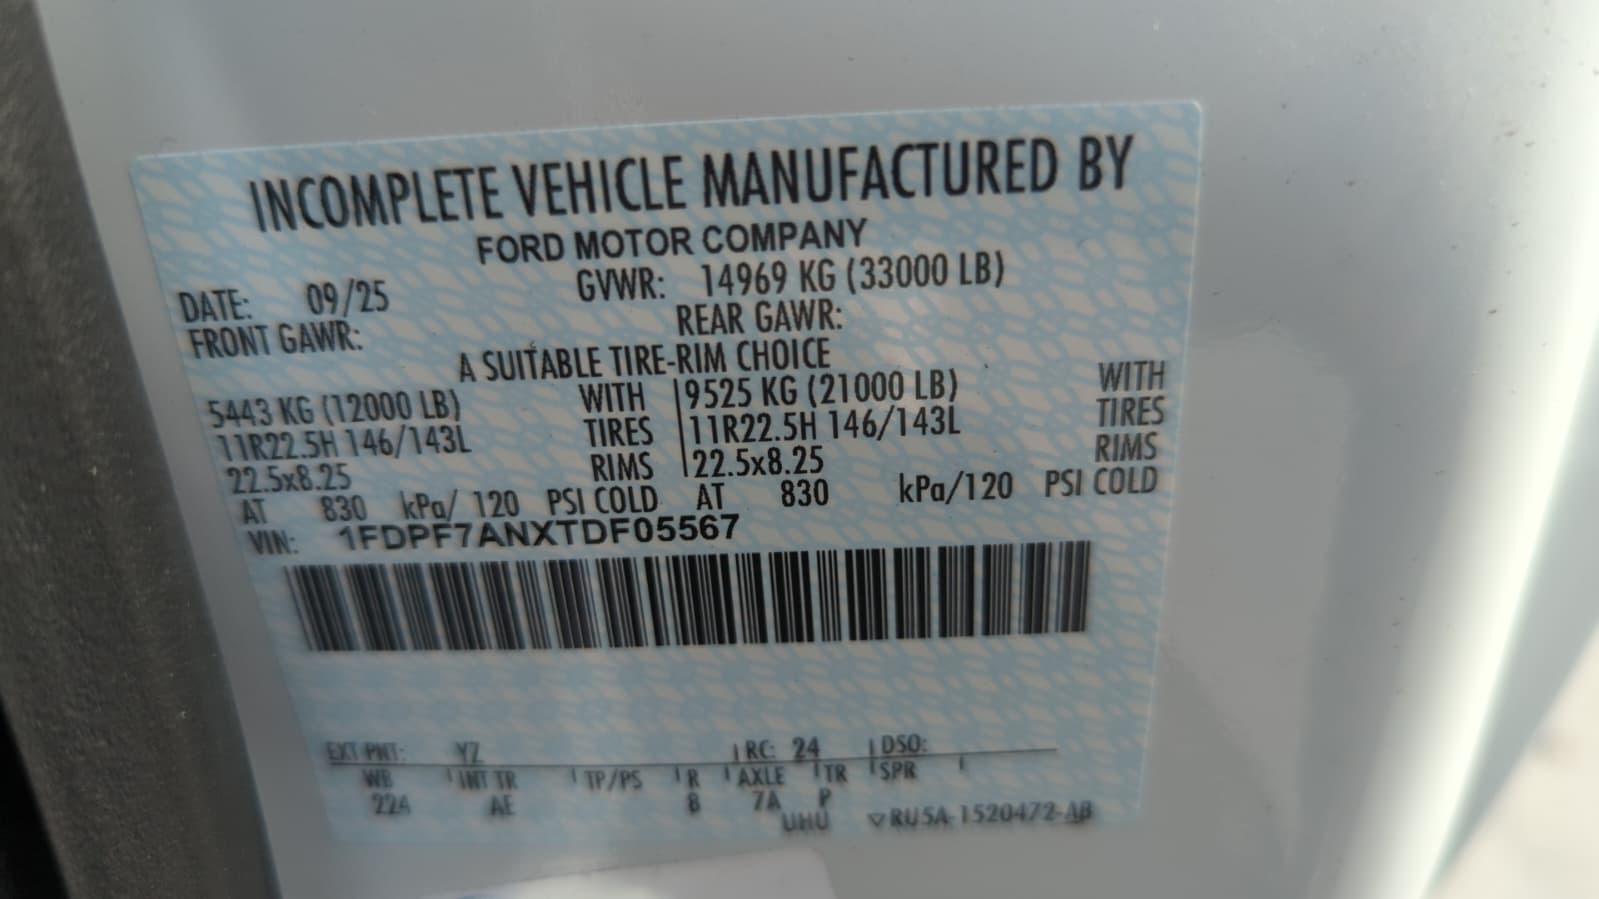 INCOMPLETE VEHICLE MANUFACTURED BY
FORD MOTOR COMPANY
DATE: 09/25 GVWR: 14969 KG (33000 LB)
FRONT GAWR: REAR GAWR:
A SUITABLE TIRE-RIM CHOICE
5443 KG (12000 LB) WITH 9525 KG (21000 LB) WITH
11R22.5H 146/143L TIRES 11R22.5H 146/143L TIRES
22.5x8.25 RIMS 22.5x8.25 RIMS
AT 830 kPa/ 120 PSI COLD AT 830 kPa/120 PSI COLD
VIN: 1FDPF7ANXTDF05567
EXT PNT: YZ RC: 24 DSO:
WB INT TR TP/PS R AXLE TR SPR
224 AE 8 7A P
UHU ▽RU5A-1520472-AB